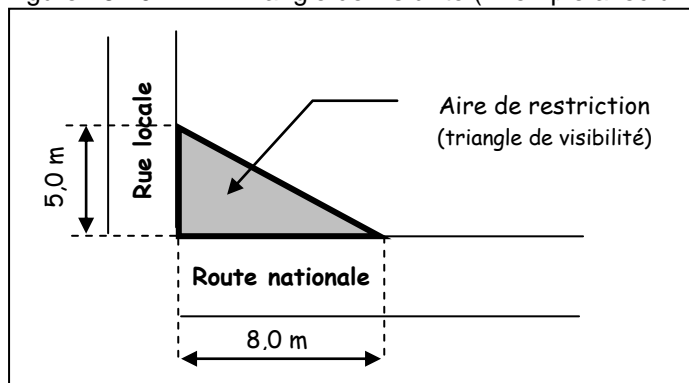 Aire de restriction
(triangle de visibilité)
Rue locale
5,0 m
Route nationale
8,0 m